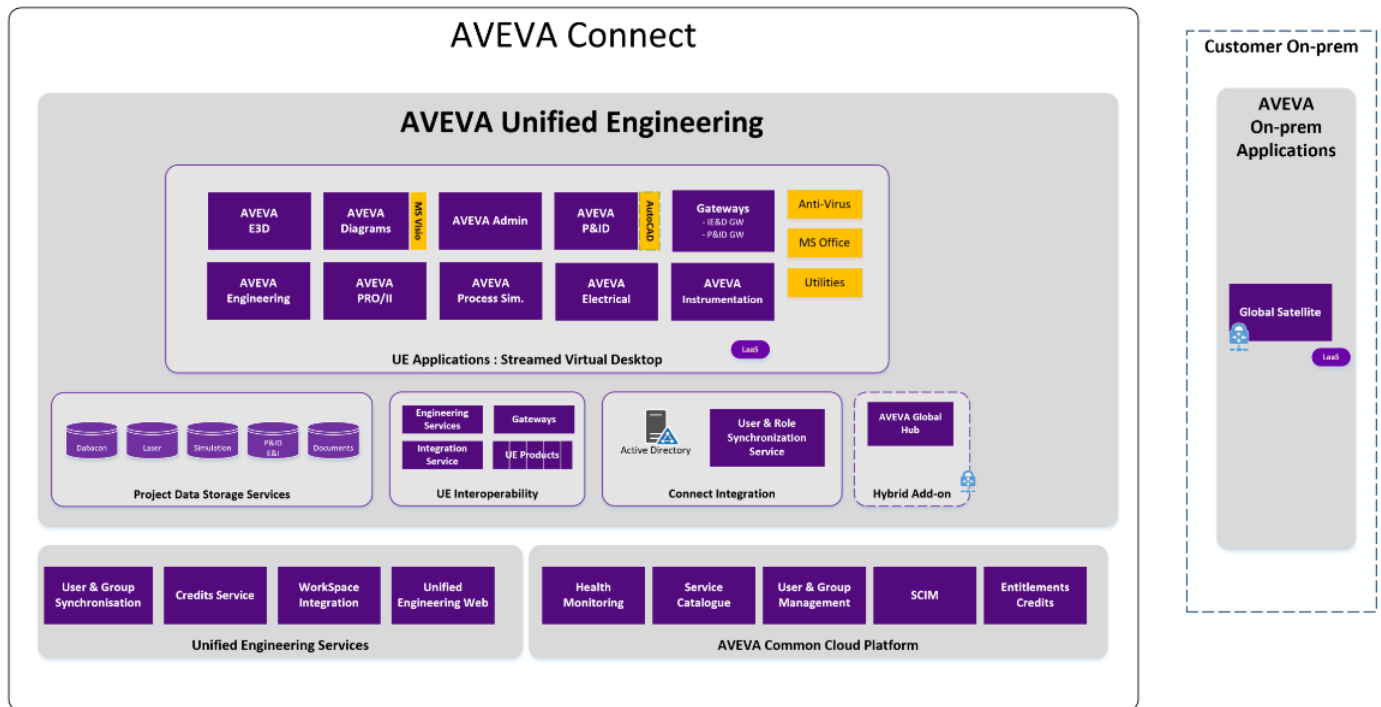 AVEVA Connect
Customer On-prem
AVEVA
On-prem
Applications
AVEVA Unified Engineering
AVEVA
E3D
AVEVA
Diagrams
MS Visio
AVEVA Admin
AVEVA
P&ID
AutoCAD
Gateways
- IE&D GW
- P&ID GW
Anti-Virus
MS Office
Utilities
AVEVA
Engineering
AVEVA
PRO/II
AVEVA
Process Sim.
AVEVA
Electrical
AVEVA
Instrumentation
UE Applications : Streamed Virtual Desktop
LaaS
Global Satellite
LaaS
Dabacon
Laser
Simulation
P&ID
E&I
Documents
Project Data Storage Services
Engineering
Services
Gateways
Integration
Service
UE Products
UE Interoperability
Active Directory
User & Role
Synchronization
Service
Connect Integration
AVEVA Global
Hub
Hybrid Add-on
User & Group
Synchronisation
Credits Service
WorkSpace
Integration
Unified
Engineering Web
Unified Engineering Services
Health
Monitoring
Service
Catalogue
User & Group
Management
SCIM
Entitlements
Credits
AVEVA Common Cloud Platform